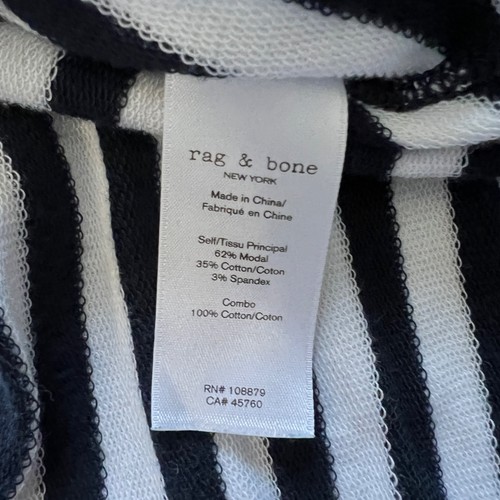 rag & bone
NEW YORK
Made in China/
Fabriqué en Chine
Self/Tissu Principal
62% Modal
35% Cotton/Coton
3% Spandex
Combo
100% Cotton/Coton
RN# 108879
CA# 45760